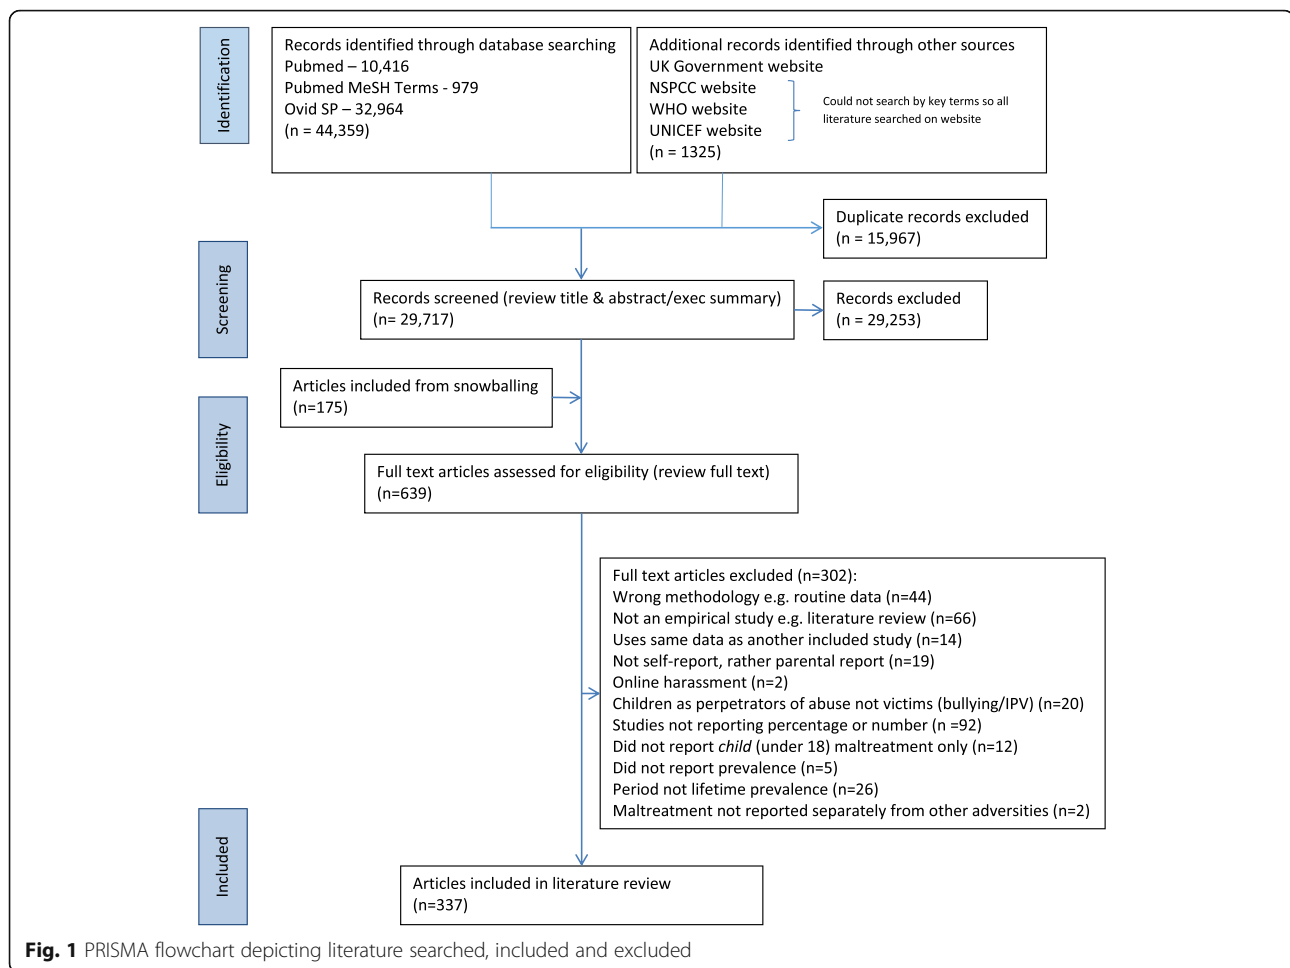 Identification
Records identified through database searching
Pubmed – 10,416
Pubmed MeSH Terms - 979
Ovid SP – 32,964
(n = 44,359)
Additional records identified through other sources
UK Government website
NSPCC website
WHO website
UNICEF website
(n = 1325)
Could not search by key terms so all
literature searched on website
Duplicate records excluded
(n = 15,967)
Screening
Records screened (review title & abstract/exec summary)
(n= 29,717)
Records excluded
(n = 29,253)
Articles included from snowballing
(n=175)
Eligibility
Full text articles assessed for eligibility (review full text)
(n=639)
Full text articles excluded (n=302):
Wrong methodology e.g. routine data (n=44)
Not an empirical study e.g. literature review (n=66)
Uses same data as another included study (n=14)
Not self-report, rather parental report (n=19)
Online harassment (n=2)
Children as perpetrators of abuse not victims (bullying/IPV) (n=20)
Studies not reporting percentage or number (n =92)
Did not report child (under 18) maltreatment only (n=12)
Did not report prevalence (n=5)
Period not lifetime prevalence (n=26)
Maltreatment not reported separately from other adversities (n=2)
Included
Articles included in literature review
(n=337)
Fig. 1 PRISMA flowchart depicting literature searched, included and excluded